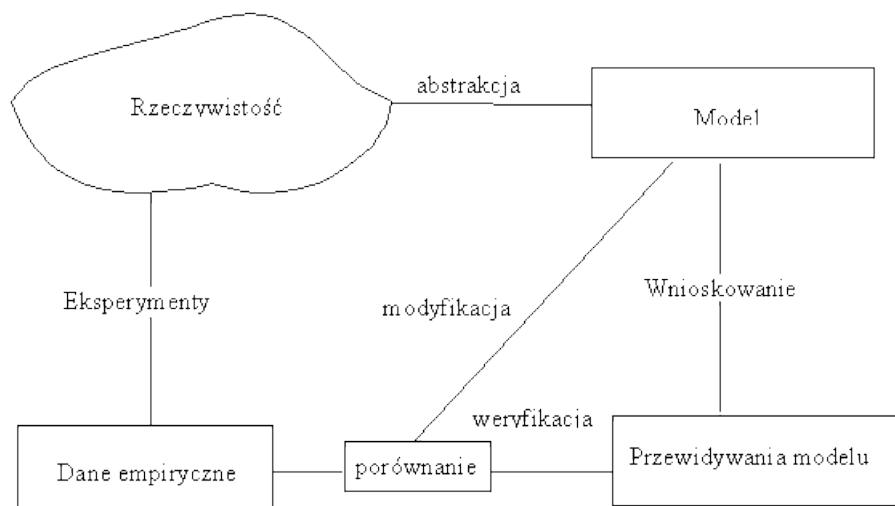 abstrakcja
Rzeczywistość
Model
Eksperymenty
Wnioskowanie
modyfikacja
weryfikacja
Dane empiryczne
porównanie
Przewidywania modelu